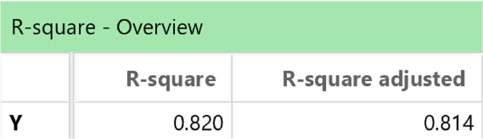 R-square - Overview
R-square R-square adjusted
Y 0.820 0.814